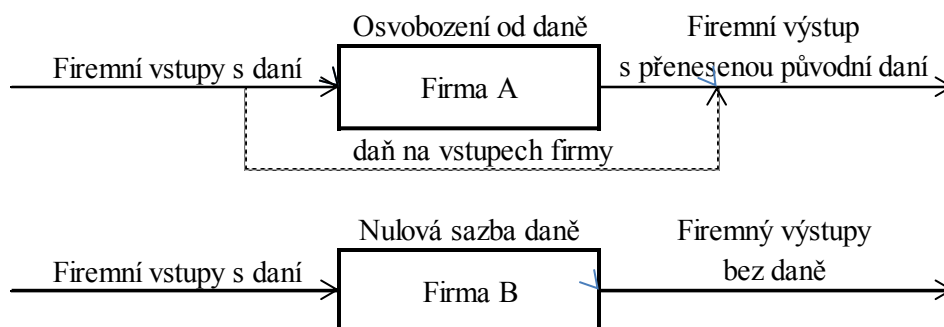 Osvobození od daně
Firemní výstup
Firemní vstupy s daní
s přenesenou původní daní
Firma A
daň na vstupech firmy
Nulová sazba daně
Firemný výstupy
Firemní vstupy s daní
bez daně
Firma B